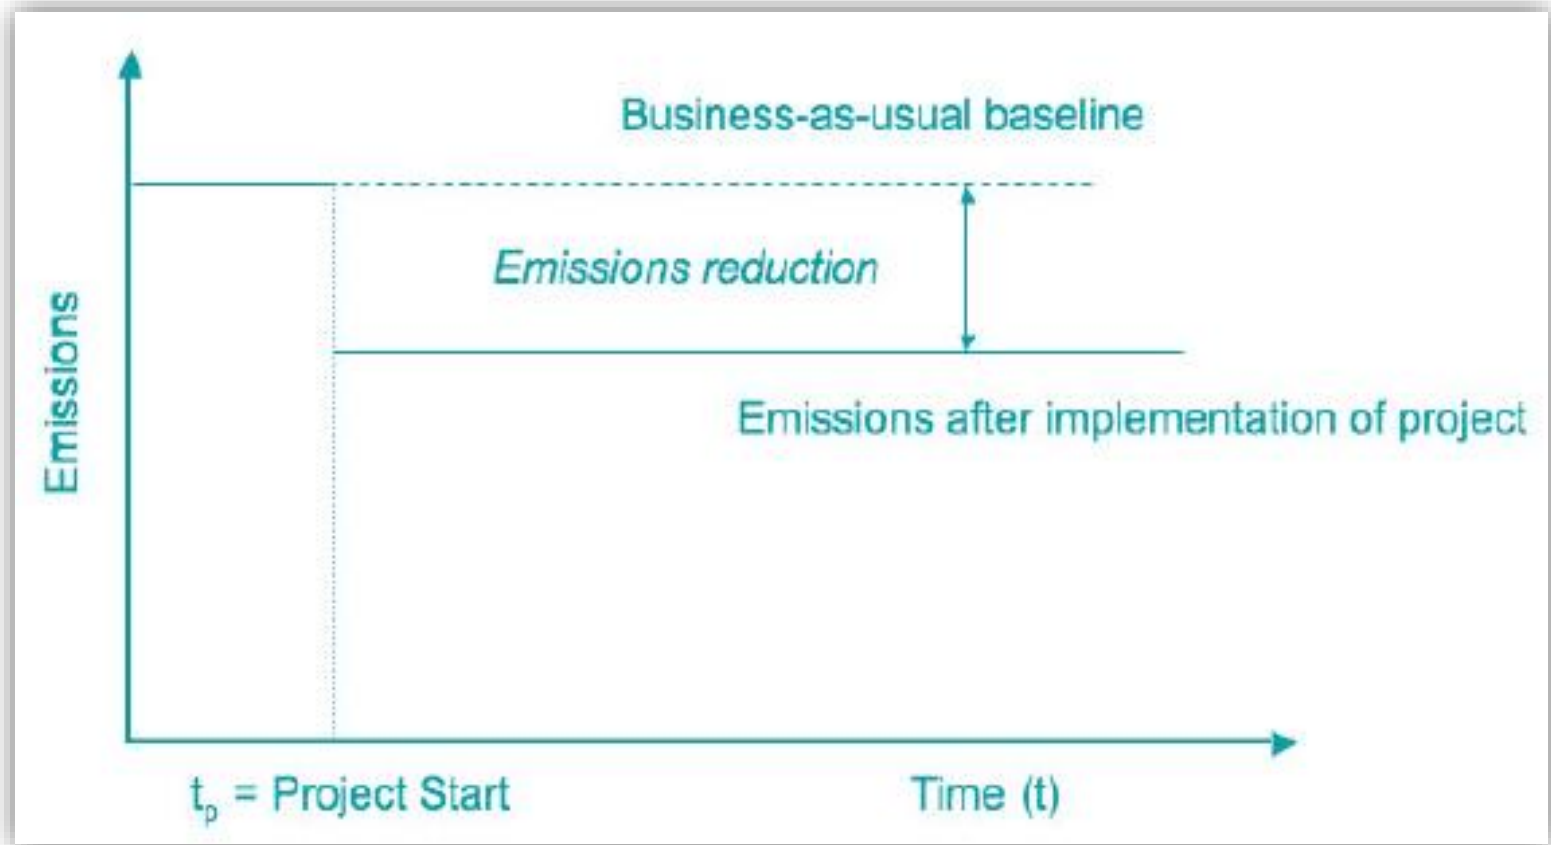 Business-as-usual baseline
Emissions reduction
Emissions
Emissions after implementation of project
tₚ = Project Start
Time (t)